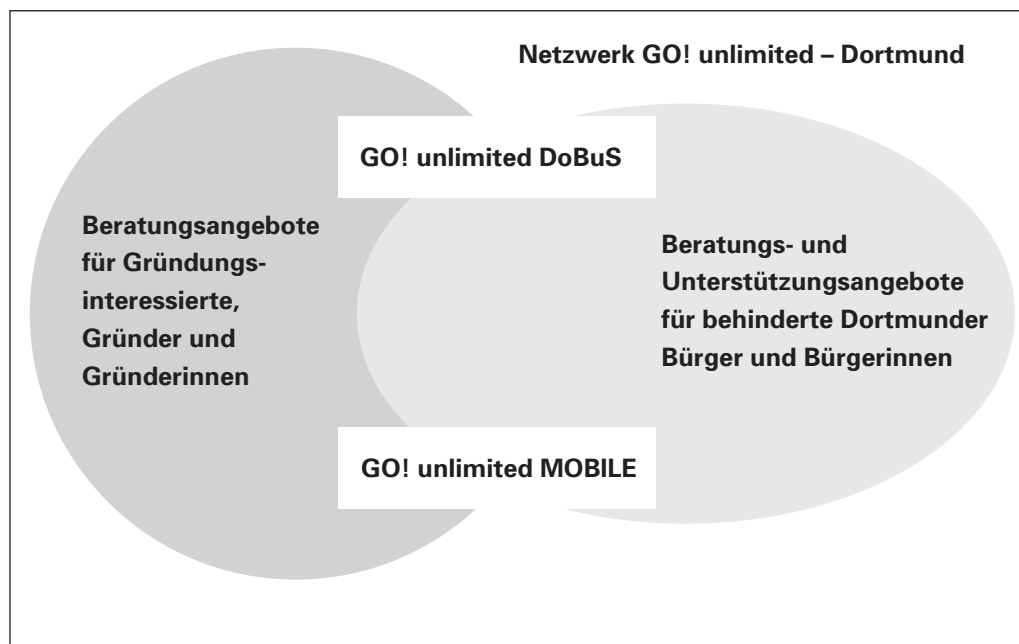 Netzwerk GO! unlimited – Dortmund
GO! unlimited DoBuS
Beratungsangebote
für Gründungs-
interessierte,
Gründer und
Gründerinnen
Beratungs- und
Unterstützungsangebote
für behinderte Dortmunder
Bürger und Bürgerinnen
GO! unlimited MOBILE